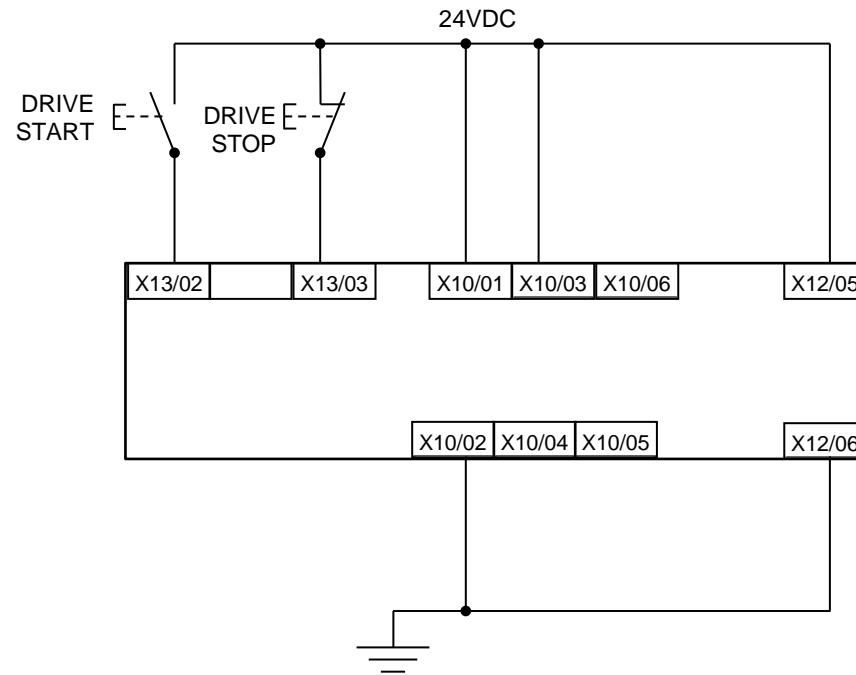 24VDC
DRIVE
START
DRIVE
STOP
X13/02
X13/03
X10/01
X10/03
X10/06
X12/05
X10/02
X10/04
X10/05
X12/06